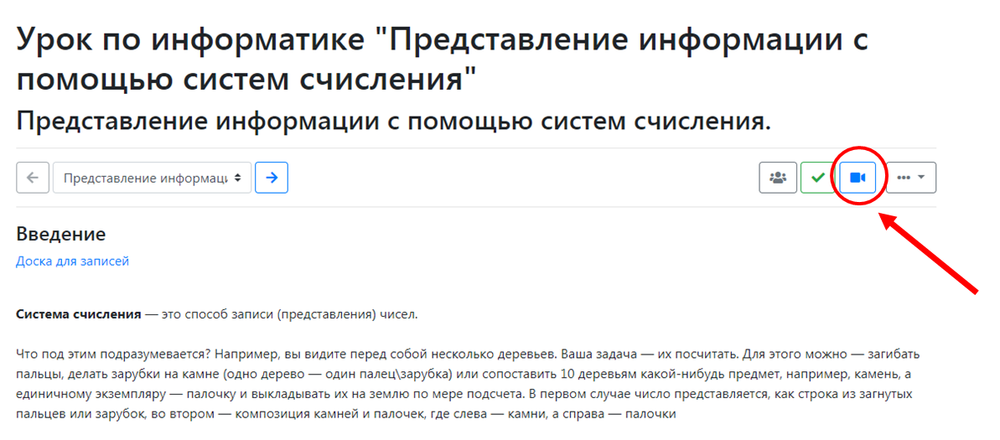 Урок по информатике "Представление информации с
помощью систем счисления"
Представление информации с помощью систем счисления.
Представление информаци
Введение
Доска для записей
Система счисления — это способ записи (представления) чисел.
Что под этим подразумевается? Например, вы видите перед собой несколько деревьев. Ваша задача — их посчитать. Для этого можно — загибать
пальцы, делать зарубки на камне (одно дерево — один палец\зарубка) или сопоставить 10 деревьям какой-нибудь предмет, например, камень, а
единичному экземпляру — палочку и выкладывать их на землю по мере подсчета. В первом случае число представляется, как строка из загнутых
пальцев или зарубок, во втором — композиция камней и палочек, где слева — камни, а справа — палочки